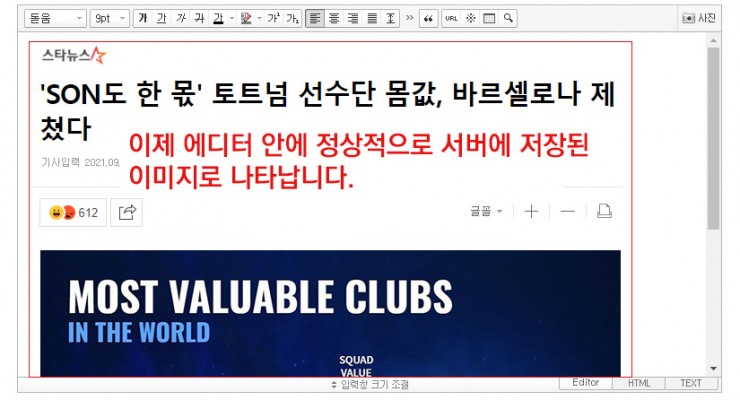 돋움 9pt 가 가 가 가 가 가² 가₂ URL 사진
스타뉴스
'SON도 한 몫' 토트넘 선수단 몸값, 바르셀로나 제
쳤다
이제 에디터 안에 정상적으로 서버에 저장된
기사입력 2021,09,
이미지로 나타납니다.
612 글꼴
MOST VALUABLE CLUBS
IN THE WORLD
SQUAD
VALUE
입력창 크기 조절 Editor HTML TEXT